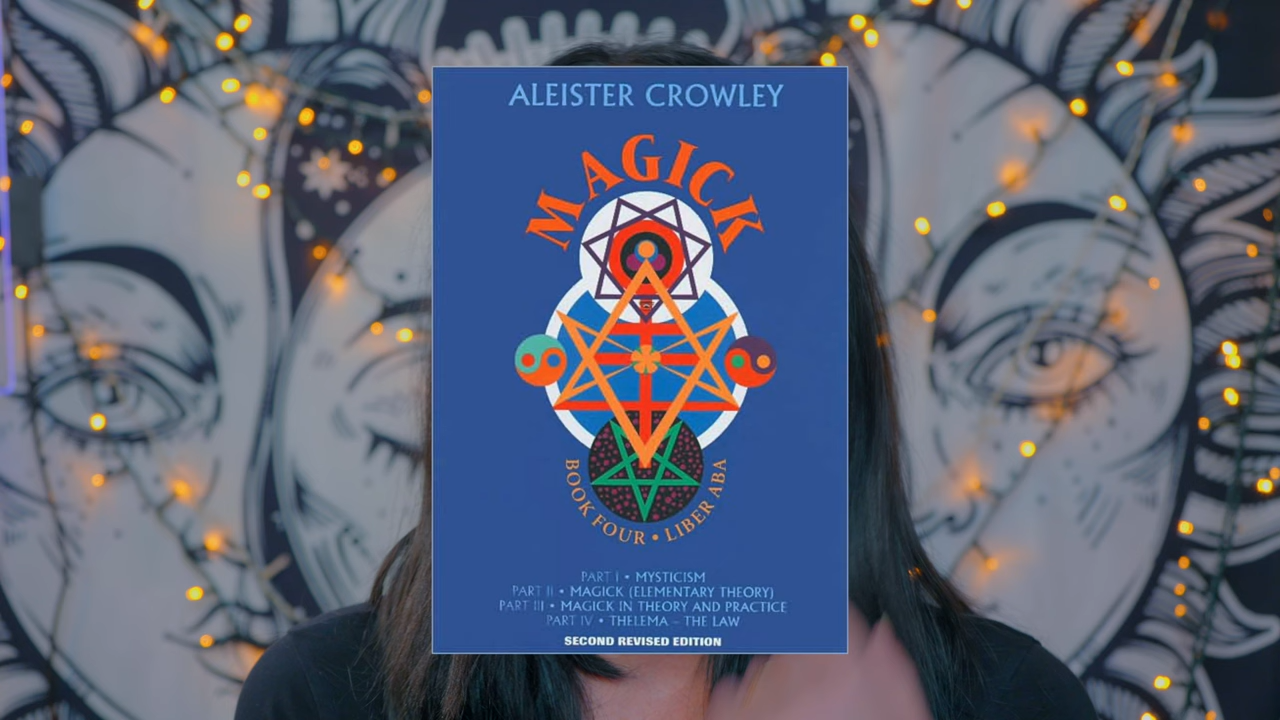 ALEISTER CROWLEY
MAGICK
BOOK FOUR • LIBER ABA
PART I • MYSTICISM
PART II • MAGICK (ELEMENTARY THEORY)
PART III • MAGICK IN THEORY AND PRACTICE
PART IV • THELEMA – THE LAW
SECOND REVISED EDITION